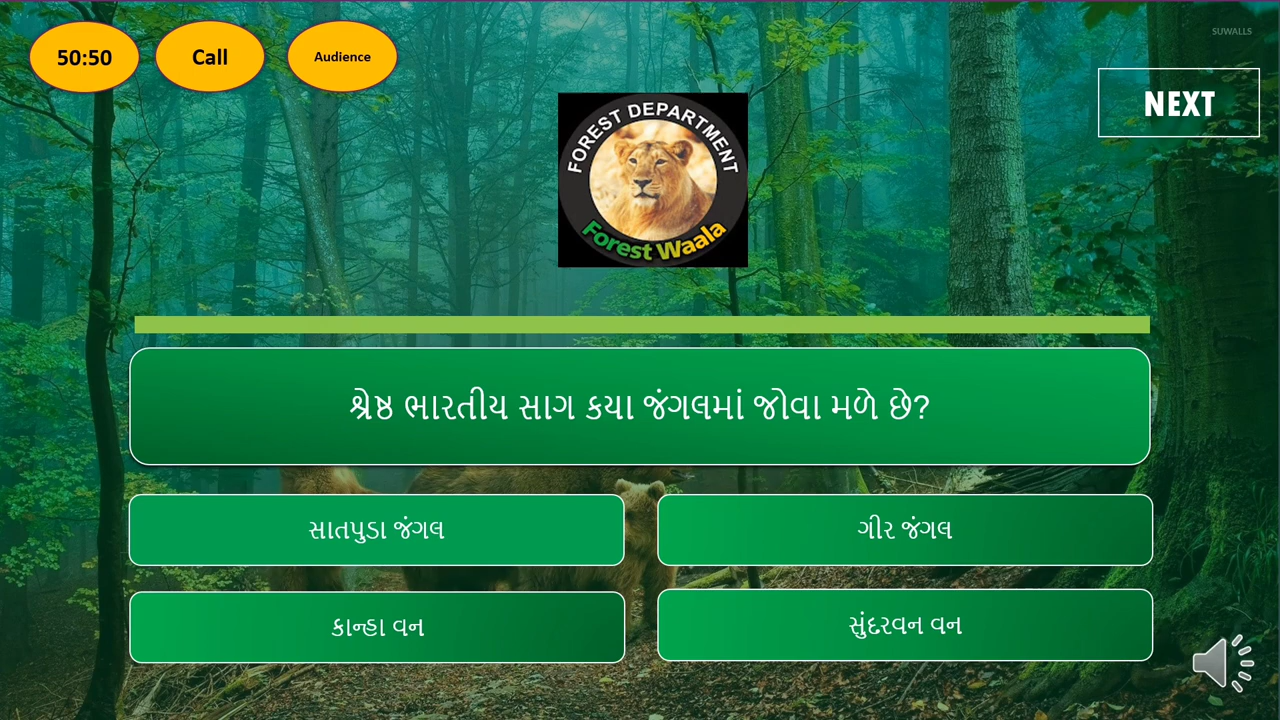 SUWALLS
50:50
Call
Audience
NEXT
FOREST DEPARTMENT
Forest Waala
શ્રેષ્ઠ ભારતીય સાગ કયા જંગલમાં જોવા મળે છે?
સાતપુડા જંગલ
ગીર જંગલ
કાન્હા વન
સુંદરવન વન